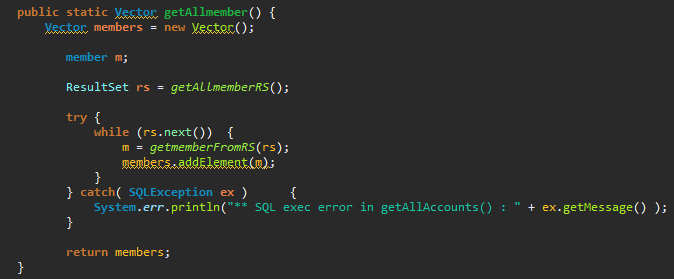 public static Vector getAllmember() {
Vector members = new Vector();
member m;
ResultSet rs = getAllmemberRS();
try {
while (rs.next())  {
m = getmemberFromRS(rs);
members.addElement(m);
}
} catch( SQLException ex )      {
System.err.println("** SQL exec error in getAllAccounts() : " + ex.getMessage() );
}
return members;
}